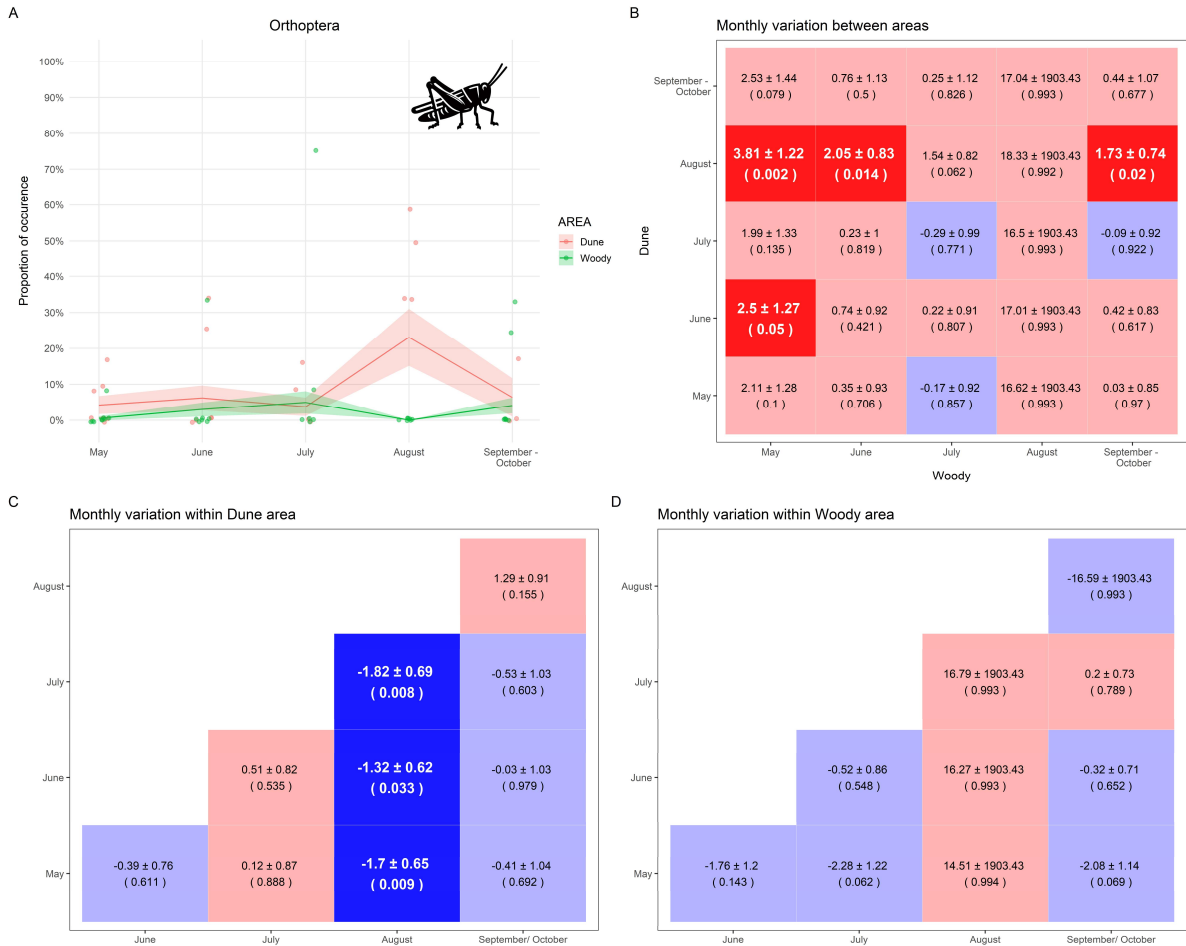 A
Orthoptera
Proportion of occurence
100%
90%
80%
70%
60%
50%
40%
30%
20%
10%
0%
May
June
July
August
September -
October
AREA
Dune
Woody
B
Monthly variation between areas
Dune
September -
October
2.53 ± 1.44
( 0.079 )
0.76 ± 1.13
( 0.5 )
0.25 ± 1.12
( 0.826 )
17.04 ± 1903.43
( 0.993 )
0.44 ± 1.07
( 0.677 )
August
3.81 ± 1.22
( 0.002 )
2.05 ± 0.83
( 0.014 )
1.54 ± 0.82
( 0.062 )
18.33 ± 1903.43
( 0.992 )
1.73 ± 0.74
( 0.02 )
July
1.99 ± 1.33
( 0.135 )
0.23 ± 1
( 0.819 )
-0.29 ± 0.99
( 0.771 )
16.5 ± 1903.43
( 0.993 )
-0.09 ± 0.92
( 0.922 )
June
2.5 ± 1.27
( 0.05 )
0.74 ± 0.92
( 0.421 )
0.22 ± 0.91
( 0.807 )
17.01 ± 1903.43
( 0.993 )
0.42 ± 0.83
( 0.617 )
May
2.11 ± 1.28
( 0.1 )
0.35 ± 0.93
( 0.706 )
-0.17 ± 0.92
( 0.857 )
16.62 ± 1903.43
( 0.993 )
0.03 ± 0.85
( 0.97 )
May
June
July
August
September -
October
Woody
C
Monthly variation within Dune area
August
1.29 ± 0.91
( 0.155 )
July
-1.82 ± 0.69
( 0.008 )
-0.53 ± 1.03
( 0.603 )
June
0.51 ± 0.82
( 0.535 )
-1.32 ± 0.62
( 0.033 )
-0.03 ± 1.03
( 0.979 )
May
-0.39 ± 0.76
( 0.611 )
0.12 ± 0.87
( 0.888 )
-1.7 ± 0.65
( 0.009 )
-0.41 ± 1.04
( 0.692 )
June
July
August
September/ October
D
Monthly variation within Woody area
August
-16.59 ± 1903.43
( 0.993 )
July
16.79 ± 1903.43
( 0.993 )
0.2 ± 0.73
( 0.789 )
June
-0.52 ± 0.86
( 0.548 )
16.27 ± 1903.43
( 0.993 )
-0.32 ± 0.71
( 0.652 )
May
-1.76 ± 1.2
( 0.143 )
-2.28 ± 1.22
( 0.062 )
14.51 ± 1903.43
( 0.994 )
-2.08 ± 1.14
( 0.069 )
June
July
August
September/ October